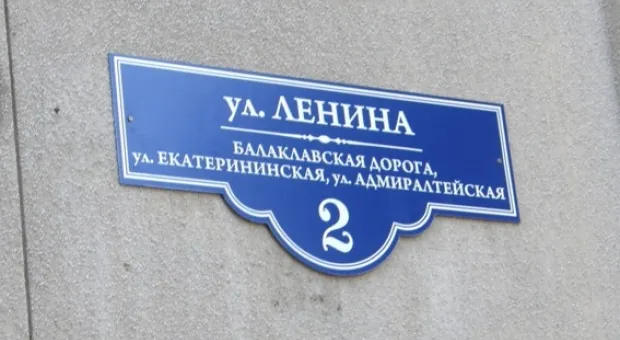 ул. ЛЕНИНА
БАЛАКЛАВСКАЯ ДОРОГА,
ул. ЕКАТЕРИНИНСКАЯ, ул. АДМИРАЛТЕЙСКАЯ
2